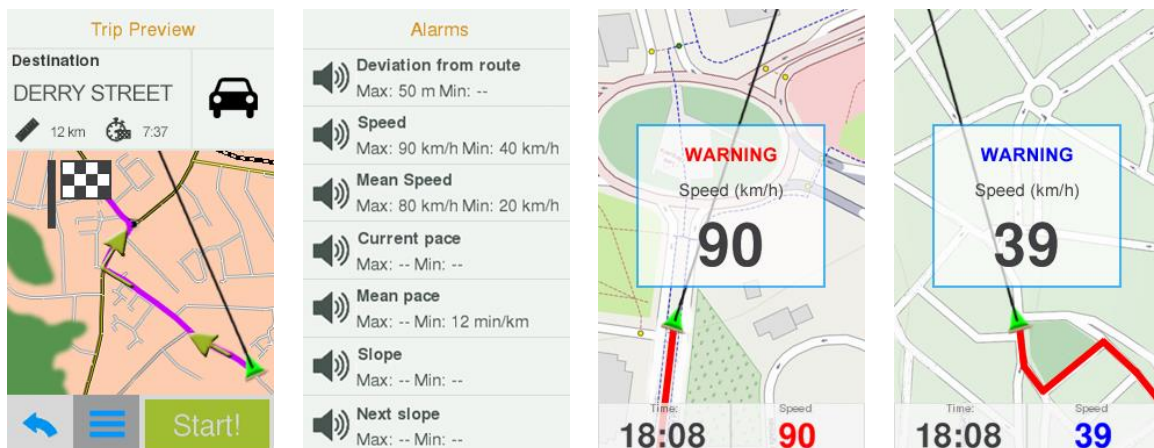 Trip Preview
Destination
DERRY STREET
12 km 7:37
Start!
Alarms
Deviation from route
Max: 50 m Min: --
Speed
Max: 90 km/h Min: 40 km/h
Mean Speed
Max: 80 km/h Min: 20 km/h
Current pace
Max: -- Min: --
Mean pace
Max: -- Min: 12 min/km
Slope
Max: -- Min: --
Next slope
Max: -- Min: --
WARNING
Speed (km/h)
90
Time: Speed
18:08 90
WARNING
Speed (km/h)
39
Time: Speed
18:08 39